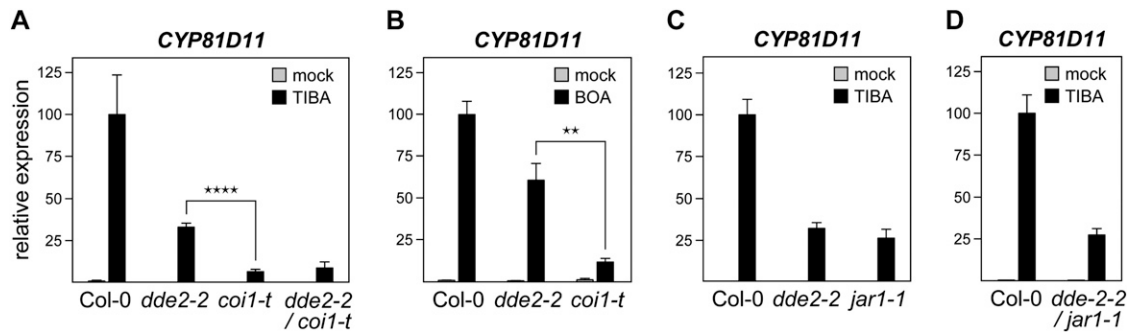 A
CYP81D11
mock
TIBA
relative expression
125
100
75
50
25
★★★★
Col-0
dde2-2
coi1-t
dde2-2
/ coi1-t
B
CYP81D11
mock
BOA
125
100
75
50
25
★★
Col-0
dde2-2
coi1-t
C
CYP81D11
mock
TIBA
125
100
75
50
25
Col-0
dde2-2
jar1-1
D
CYP81D11
mock
TIBA
125
100
75
50
25
Col-0
dde-2-2
/ jar1-1